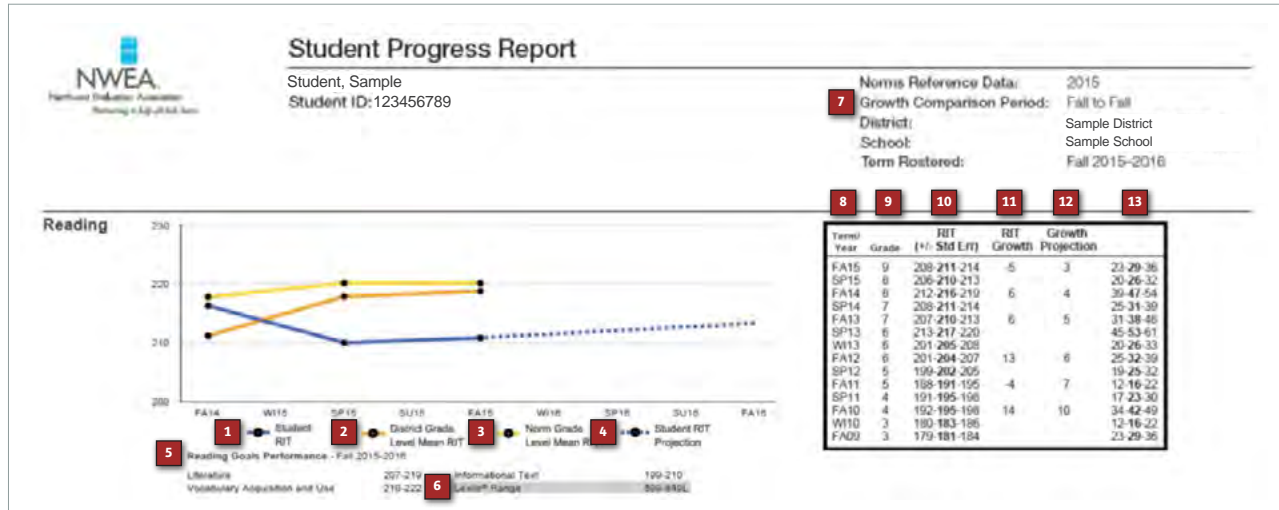 Student Progress Report
NWEA
Student, Sample
Student ID:123456789
Norms Reference Data: 2015
7 Growth Comparison Period: Fall to Fall
District: Sample District
School: Sample School
Term Rostered: Fall 2015–2016
Reading
230
220
210
200
FA14 WI15 SP15 SU15 FA15 WI16 SP16 SU16 FA16
1 Student RIT
2 District Grade Level Mean RIT
3 Norm Grade Level Mean
4 Student RIT Projection
5 Reading Goals Performance - Fall 2015-2016
Literature 207-219 Informational Text 199-210
Vocabulary Acquisition and Use 210-222
6 Lexile® Range
8 9 10 11 12 13
Term/Year Grade RIT (+/- Std Err) RIT Growth Growth Projection
FA15 9 208-211-214 -5 3 23-29-36
SP15 8 206-210-213 20-26-32
FA14 8 212-216-219 6 4 39-47-54
SP14 7 208-211-214 25-31-39
FA13 7 207-210-213 6 5 31-38-46
SP13 6 213-217-220 45-53-61
WI13 6 201-205-208 20-26-33
FA12 6 201-204-207 13 6 25-32-39
SP12 5 199-202-205 19-25-32
FA11 5 188-191-195 -4 7 12-16-22
SP11 4 191-195-198 17-23-30
FA10 4 192-195-198 14 10 34-42-49
WI10 3 180-183-186 12-16-22
FA09 3 179-181-184 23-29-36